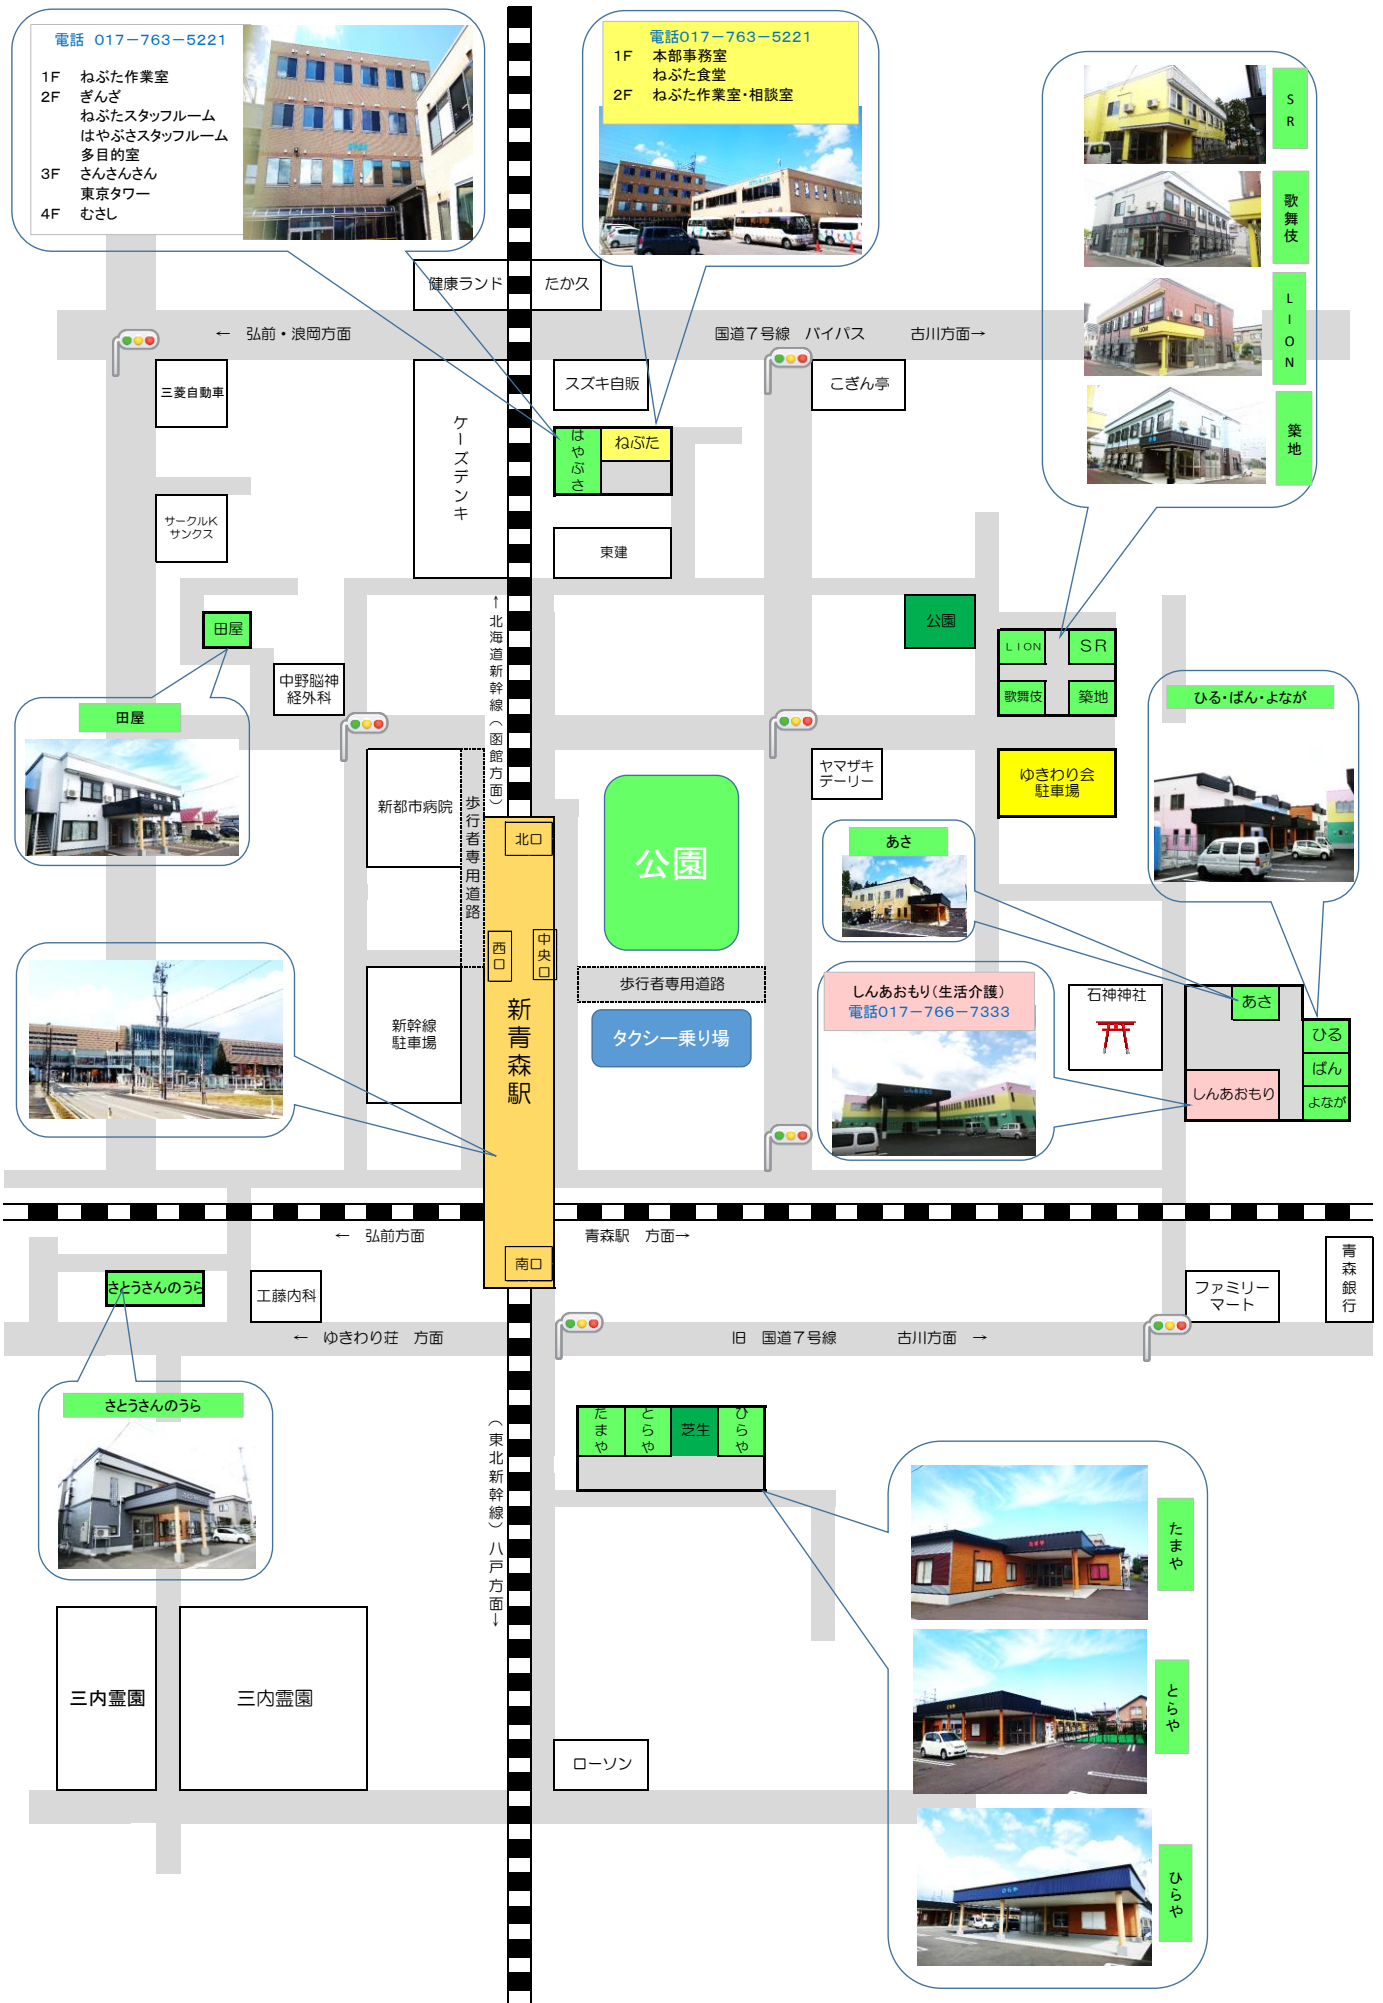 電話 017－763－5221
1F ねぶた作業室
2F ぎんざ
ねぶたスタッフルーム
はやぶさスタッフルーム
多目的室
3F さんさんさん
東京タワー
4F むさし
電話017－763－5221
1F 本部事務室
ねぶた食堂
2F ねぶた作業室・相談室
SR
歌舞伎
LION
築地
健康ランド
たか久
← 弘前・浪岡方面
国道7号線 バイパス
古川方面→
三菱自動車
ケーズデンキ
スズキ自販
こぎん亭
はやぶさ
ねぶた
サークルK
サンクス
東建
←北海道新幹線(函館方面)
田屋
公園
LION
SR
歌舞伎
築地
中野脳神
経外科
田屋
ひる・ばん・よなが
新都市病院
歩行者専用道路
ヤマザキ
デーリー
ゆきわり会
駐車場
北口
公園
あさ
西口
中央口
新青森駅
歩行者専用道路
タクシー乗り場
新幹線
駐車場
しんあおもり(生活介護)
電話017－766－7333
しんあおもり
石神神社
あさ
ひる
ばん
よなが
しんあおもり
← 弘前方面
青森駅 方面→
南口
さとうさんのうら
工藤内科
ファミリー
マート
青森銀行
← ゆきわり荘 方面
旧 国道7号線
古川方面 →
さとうさんのうら
(東北新幹線)八戸方面→
たまや
とらや
芝生
ひらや
たまや
たまや
とらや
ひらや
ひらや
三内霊園
三内霊園
ローソン